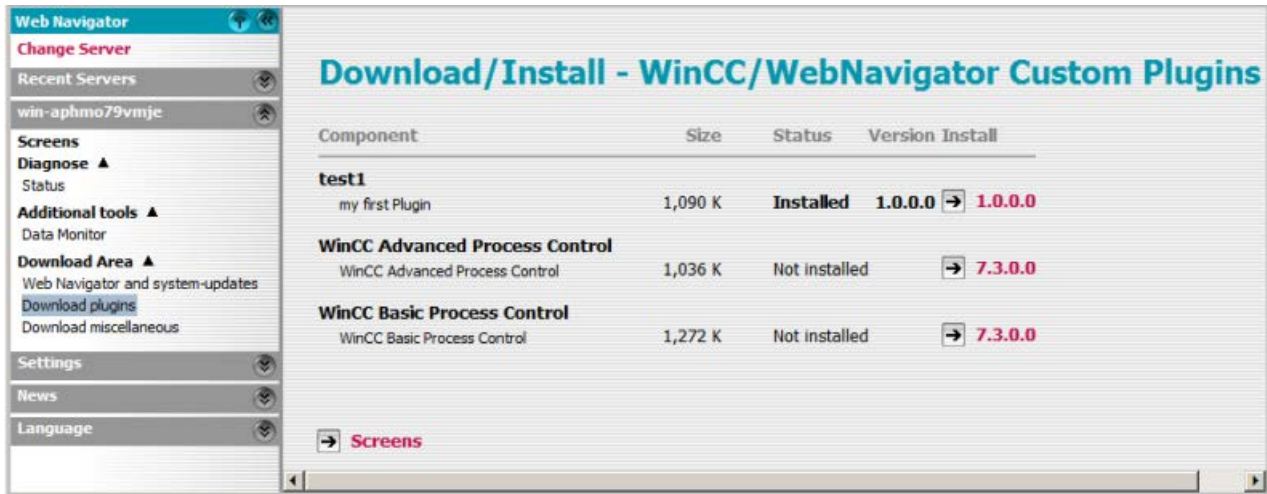 Web Navigator
Change Server
Recent Servers
win-aphmo79vmje
Screens
Diagnose ▲
Status
Additional tools ▲
Data Monitor
Download Area ▲
Web Navigator and system-updates
Download plugins
Download miscellaneous
Settings
News
Language
Download/Install - WinCC/WebNavigator Custom Plugins
Component Size Status Version Install
test1
my first Plugin 1,090 K Installed 1.0.0.0 → 1.0.0.0
WinCC Advanced Process Control
WinCC Advanced Process Control 1,036 K Not installed → 7.3.0.0
WinCC Basic Process Control
WinCC Basic Process Control 1,272 K Not installed → 7.3.0.0
→ Screens